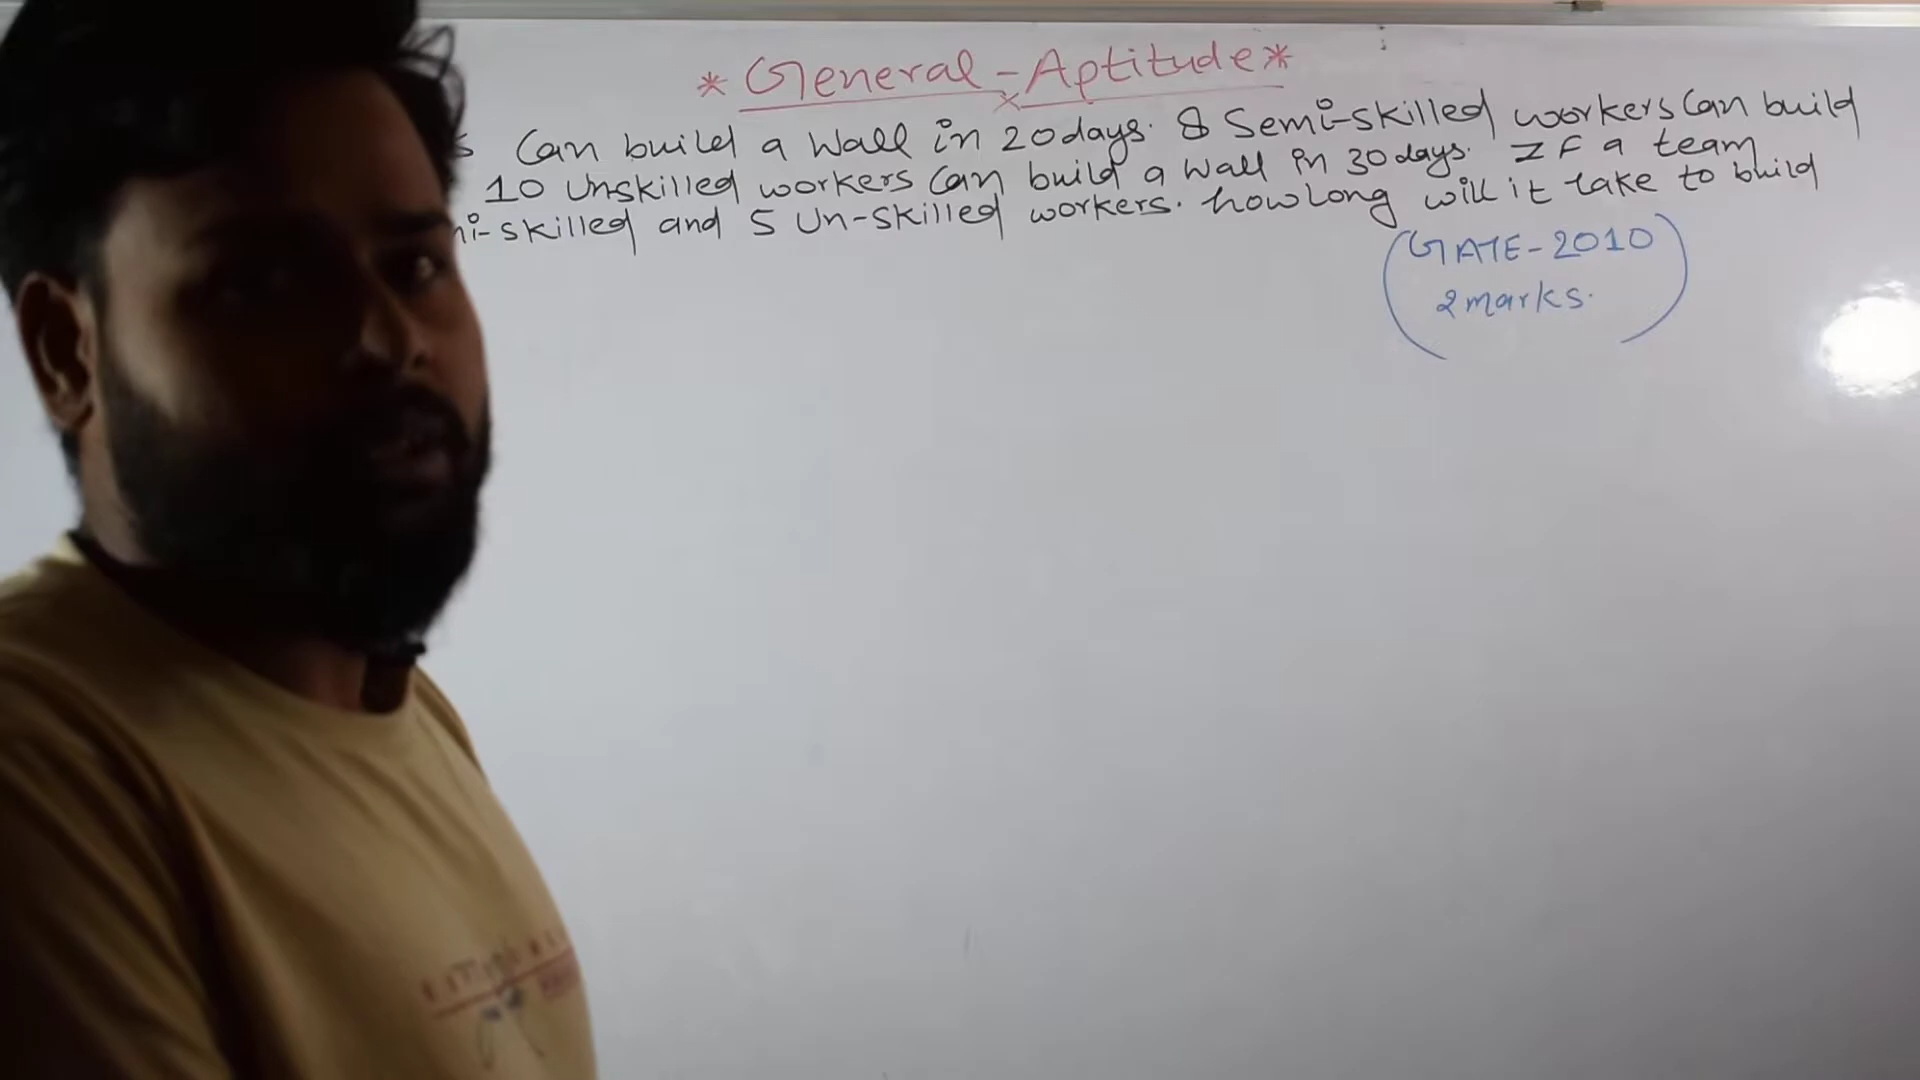 * General-Aptitude *
Can build a wall in 20 days. 8 Semi-skilled workers Can build
10 Unskilled workers Can build a wall in 30 days. IF a team
mi-skilled and 5 Un-skilled workers. how long will it take to build
(GATE-2010
2 marks.)